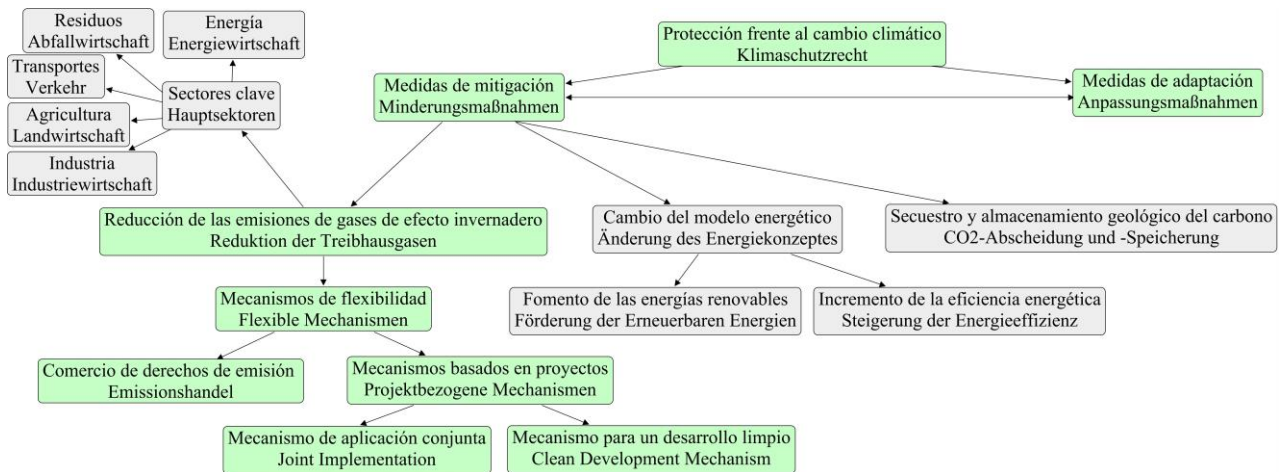 Residuos
Abfallwirtschaft
Energía
Energiewirtschaft
Protección frente al cambio climático
Klimaschutzrecht
Transportes
Verkehr
Sectores clave
Hauptsektoren
Medidas de mitigación
Minderungsmaßnahmen
Medidas de adaptación
Anpassungsmaßnahmen
Agricultura
Landwirtschaft
Industria
Industriewirtschaft
Reducción de las emisiones de gases de efecto invernadero
Reduktion der Treibhausgasen
Cambio del modelo energético
Änderung des Energiekonzeptes
Secuestro y almacenamiento geológico del carbono
CO2-Abscheidung und -Speicherung
Mecanismos de flexibilidad
Flexible Mechanismen
Fomento de las energías renovables
Förderung der Erneuerbaren Energien
Incremento de la eficiencia energética
Steigerung der Energieeffizienz
Comercio de derechos de emisión
Emissionshandel
Mecanismos basados en proyectos
Projektbezogene Mechanismen
Mecanismo de aplicación conjunta
Joint Implementation
Mecanismo para un desarrollo limpio
Clean Development Mechanism